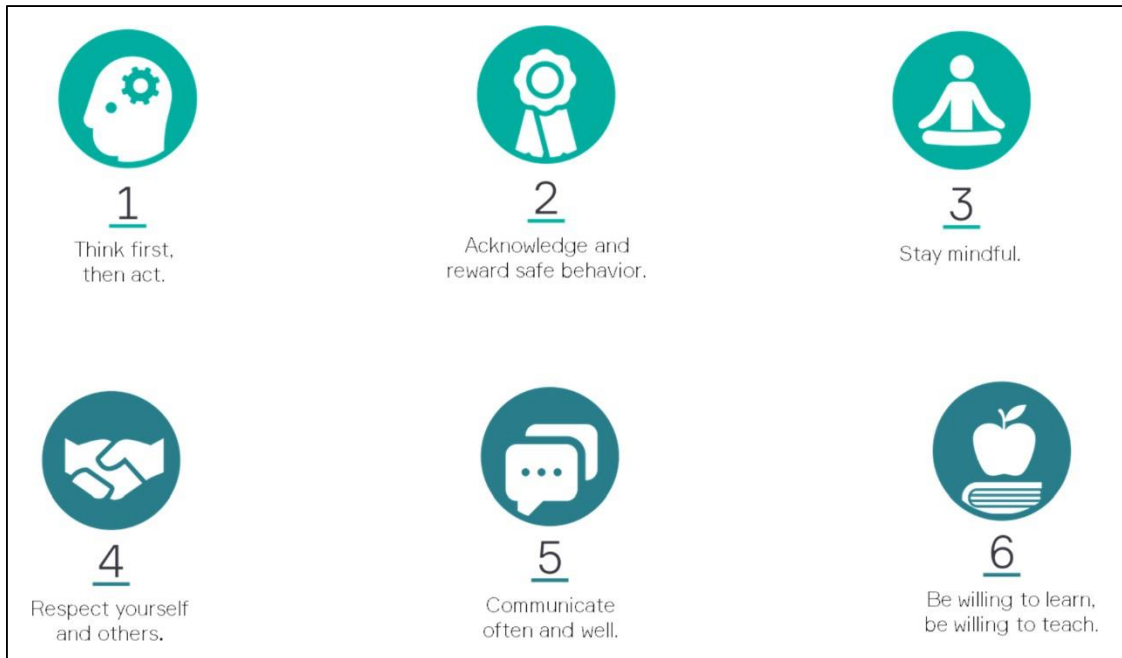 1
Think first,
then act.
2
Acknowledge and
reward safe behavior.
3
Stay mindful.
4
Respect yourself
and others.
5
Communicate
often and well.
6
Be willing to learn,
be willing to teach.